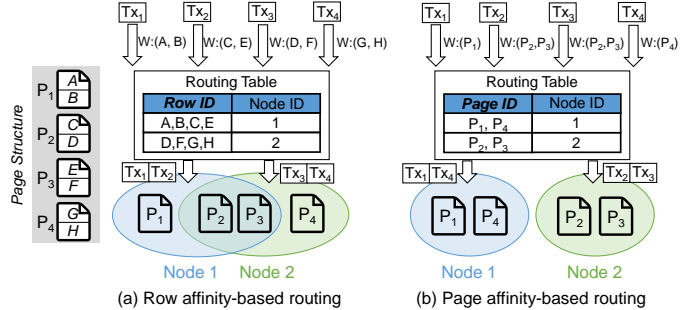 Tx1 Tx2 Tx3 Tx4
W:(A, B) W:(C, E) W:(D, F) W:(G, H)
Routing Table
Row ID Node ID
A,B,C,E 1
D,F,G,H 2
Tx1 Tx2 Tx3 Tx4
P1 P2 P3 P4
Node 1 Node 2
(a) Row affinity-based routing
Page Structure
P1 A B
P2 C D
P3 E F
P4 G H
Tx1 Tx2 Tx3 Tx4
W:(P1) W:(P2,P3) W:(P2,P3) W:(P4)
Routing Table
Page ID Node ID
P1, P4 1
P2, P3 2
Tx1 Tx4 Tx2 Tx3
P1 P4 P2 P3
Node 1 Node 2
(b) Page affinity-based routing